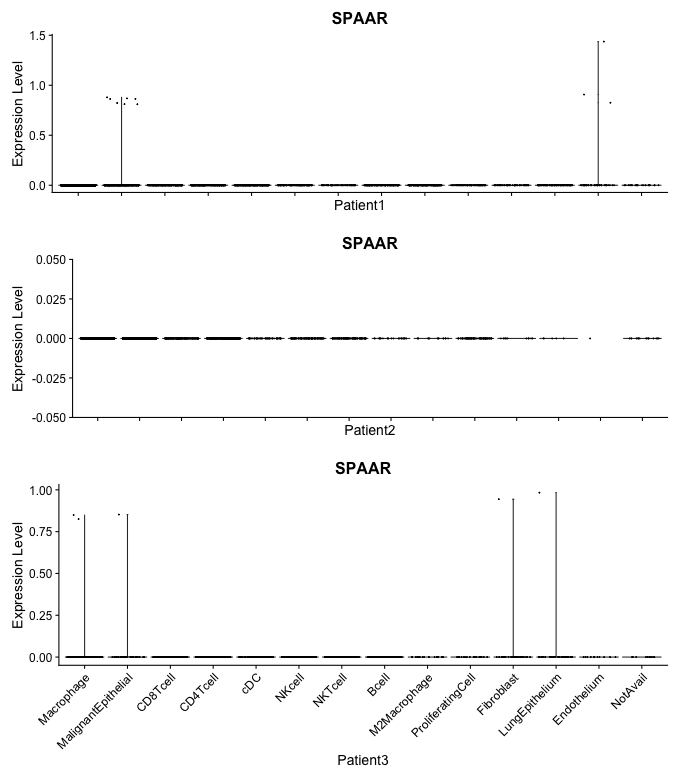 SPAAR
Expression Level
1.5
1.0
0.5
0.0
Patient1
SPAAR
Expression Level
0.050
0.025
0.000
-0.025
-0.050
Patient2
SPAAR
Expression Level
1.00
0.75
0.50
0.25
0.00
Macrophage
MalignantEpithelial
CD8Tcell
CD4Tcell
cDC
NKcell
NKTcell
Bcell
M2Macrophage
ProliferatingCell
Fibroblast
LungEpithelium
Endothelium
NotAvail
Patient3